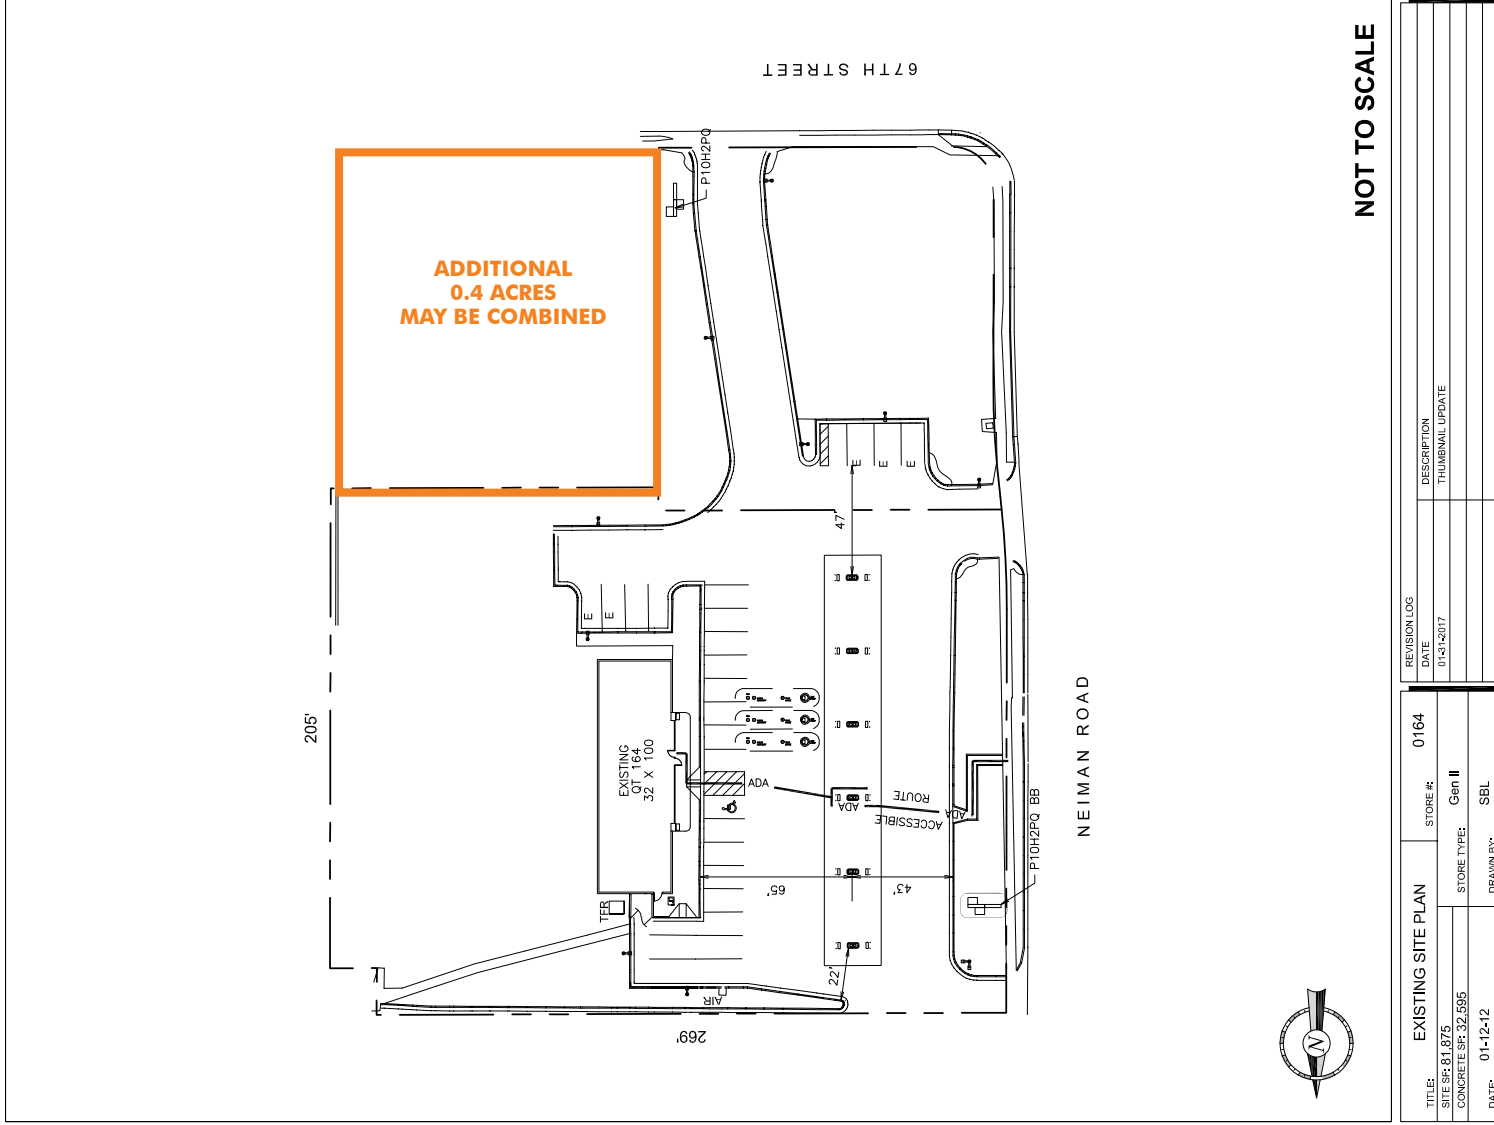 67TH STREET
NOT TO SCALE
P10H2PQ
ADDITIONAL
0.4 ACRES
MAY BE COMBINED
E
E
E
47'
E
E
205'
EXISTING
QT 164
32 X 100
ADA
ADA
ROUTE
ACCESSIBLE
ADA
NEIMAN ROAD
P10H2PQ BB
65'
43'
TFR
22'
AIR
269'
N
REVISION LOG
DATE
DESCRIPTION
01-31-2017
THUMBNAIL UPDATE
TITLE:
EXISTING SITE PLAN
STORE #:
0164
SITE SF: 81,875
CONCRETE SF: 32,595
STORE TYPE:
Gen II
DATE:
01-12-12
DRAWN BY:
SBL